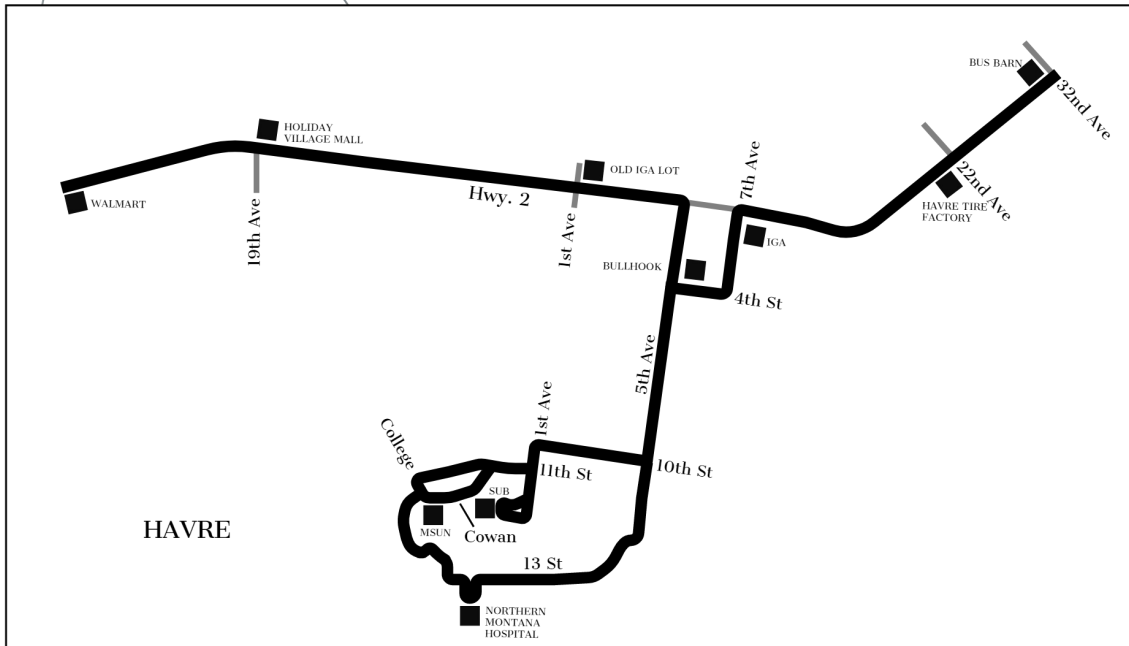 BUS BARN
32nd Ave
HOLIDAY
VILLAGE MALL
OLD IGA LOT
7th Ave
22nd Ave
WALMART
Hwy. 2
HAVRE TIRE
FACTORY
19th Ave
1st Ave
IGA
BULLHOOK
4th St
5th Ave
1st Ave
College
11th St
10th St
SUB
MSUN
Cowan
HAVRE
13 St
NORTHERN
MONTANA
HOSPITAL